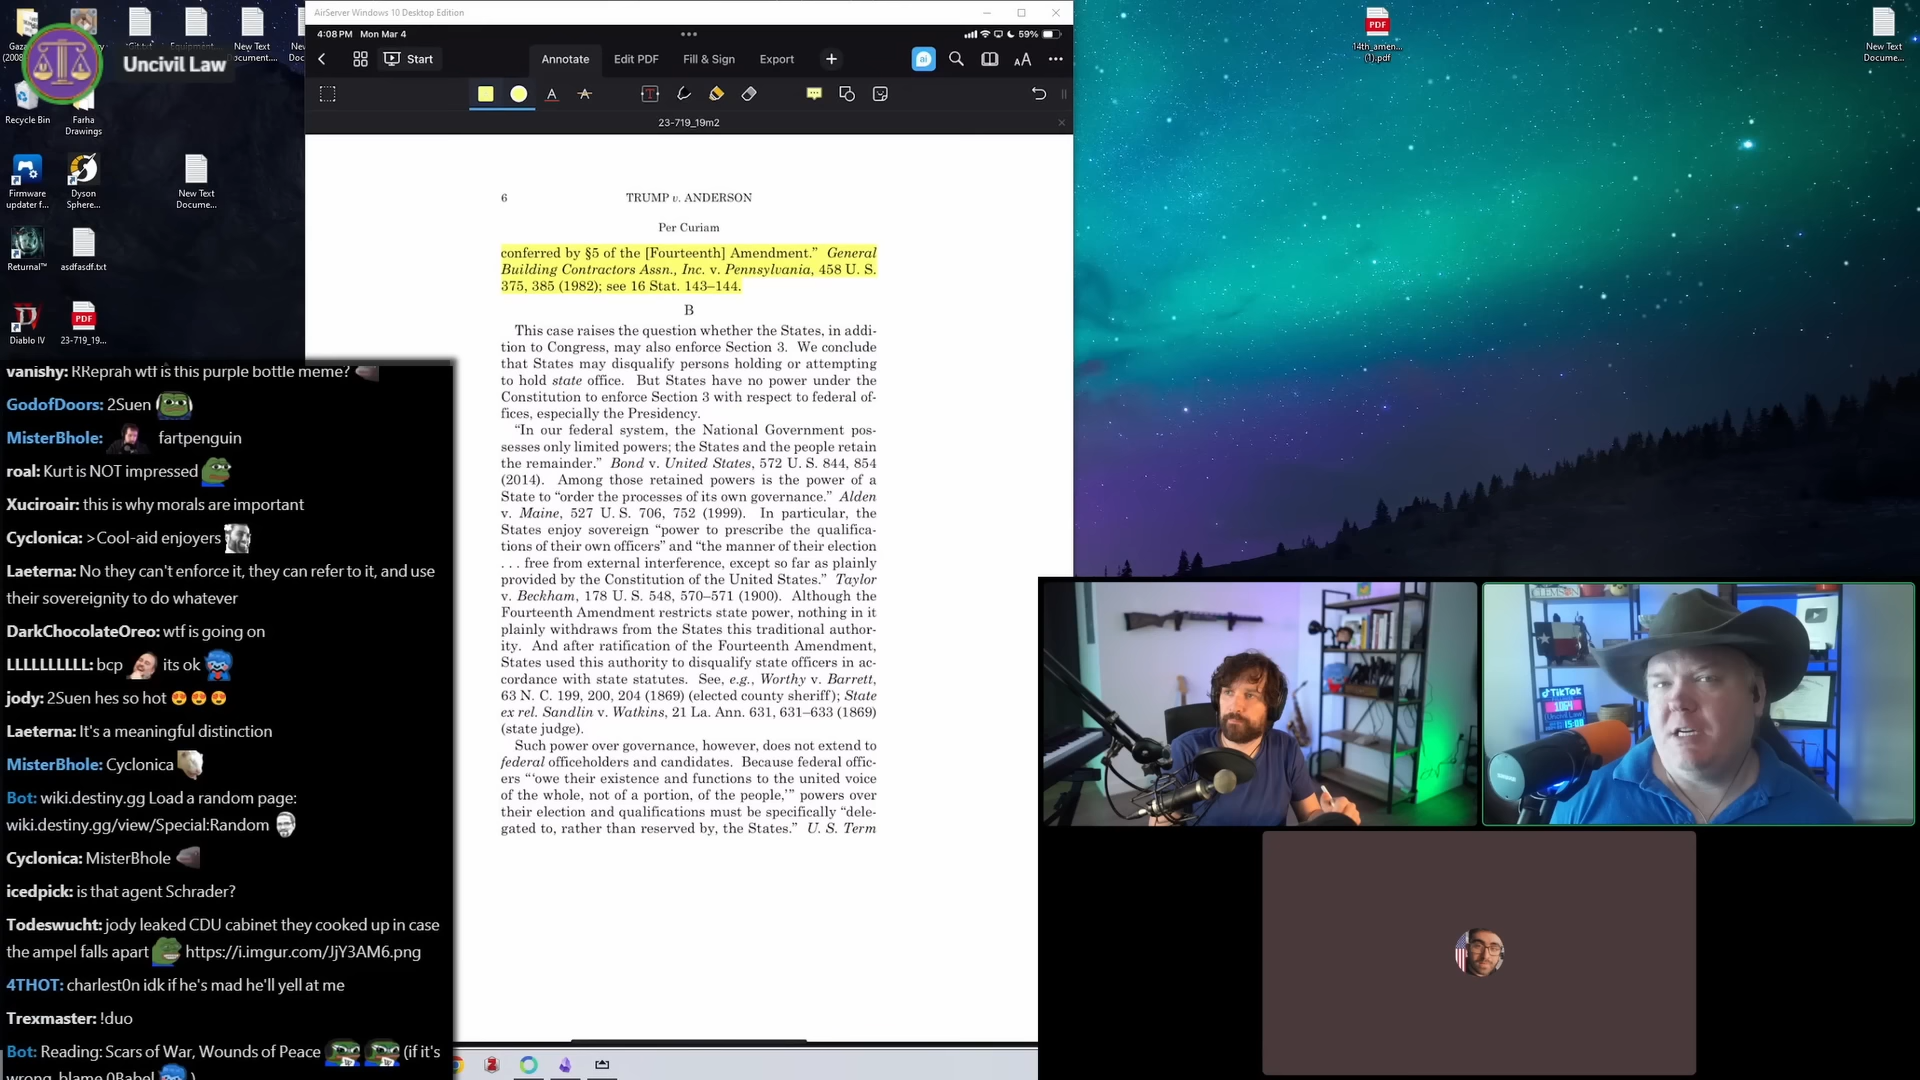 AirServer Windows 10 Desktop Edition
4:08 PM Mon Mar 4
59%
Start
Annotate
Edit PDF
Fill & Sign
Export
23-719_19m2
Uncivil Law
Recycle Bin
Farha
Drawings
New Text
Document....
Firmware
updater f...
Dyson
Sphere...
New Text
Docume...
Returnal™
asdfasdf.txt
Diablo IV
23-719_19...
14th_amen...
(1).pdf
New Text
Docume...
6
TRUMP v. ANDERSON
Per Curiam
conferred by §5 of the [Fourteenth] Amendment.” General
Building Contractors Assn., Inc. v. Pennsylvania, 458 U. S.
375, 385 (1982); see 16 Stat. 143–144.
B
This case raises the question whether the States, in addi-
tion to Congress, may also enforce Section 3. We conclude
that States may disqualify persons holding or attempting
to hold state office. But States have no power under the
Constitution to enforce Section 3 with respect to federal of-
fices, especially the Presidency.
“In our federal system, the National Government pos-
sesses only limited powers; the States and the people retain
the remainder.” Bond v. United States, 572 U. S. 844, 854
(2014). Among those retained powers is the power of a
State to “order the processes of its own governance.” Alden
v. Maine, 527 U. S. 706, 752 (1999). In particular, the
States enjoy sovereign “power to prescribe the qualifica-
tions of their own officers” and “the manner of their election
. . . free from external interference, except so far as plainly
provided by the Constitution of the United States.” Taylor
v. Beckham, 178 U. S. 548, 570–571 (1900). Although the
Fourteenth Amendment restricts state power, nothing in it
plainly withdraws from the States this traditional author-
ity. And after ratification of the Fourteenth Amendment,
States used this authority to disqualify state officers in ac-
cordance with state statutes. See, e.g., Worthy v. Barrett,
63 N. C. 199, 200, 204 (1869) (elected county sheriff); State
ex rel. Sandlin v. Watkins, 21 La. Ann. 631, 631–633 (1869)
(state judge).
Such power over governance, however, does not extend to
federal officeholders and candidates. Because federal offic-
ers “‘owe their existence and functions to the united voice
of the whole, not of a portion, of the people,’” powers over
their election and qualifications must be specifically “dele-
gated to, rather than reserved by, the States.” U. S. Term
vanishy: RReprah wtf is this purple bottle meme?
GodofDoors: 2Suen
MisterBhole: fartpenguin
roal: Kurt is NOT impressed
Xuciroair: this is why morals are important
Cyclonica: >Cool-aid enjoyers
Laeterna: No they can't enforce it, they can refer to it, and use
their sovereignity to do whatever
DarkChocolateOreo: wtf is going on
LLLLLLLLLL: bcp its ok
jody: 2Suen hes so hot
Laeterna: It's a meaningful distinction
MisterBhole: Cyclonica
Bot: wiki.destiny.gg Load a random page:
wiki.destiny.gg/view/Special:Random
Cyclonica: MisterBhole
icedpick: is that agent Schrader?
Todeswucht: jody leaked CDU cabinet they cooked up in case
the ampel falls apart https://i.imgur.com/JjY3AM6.png
4THOT: charlest0n idk if he's mad he'll yell at me
Trexmaster: !duo
Bot: Reading: Scars of War, Wounds of Peace (if it's
wrong, blame 0Babel )
CLEMSON
TikTok
1064
(Uncivil Law)
15:00